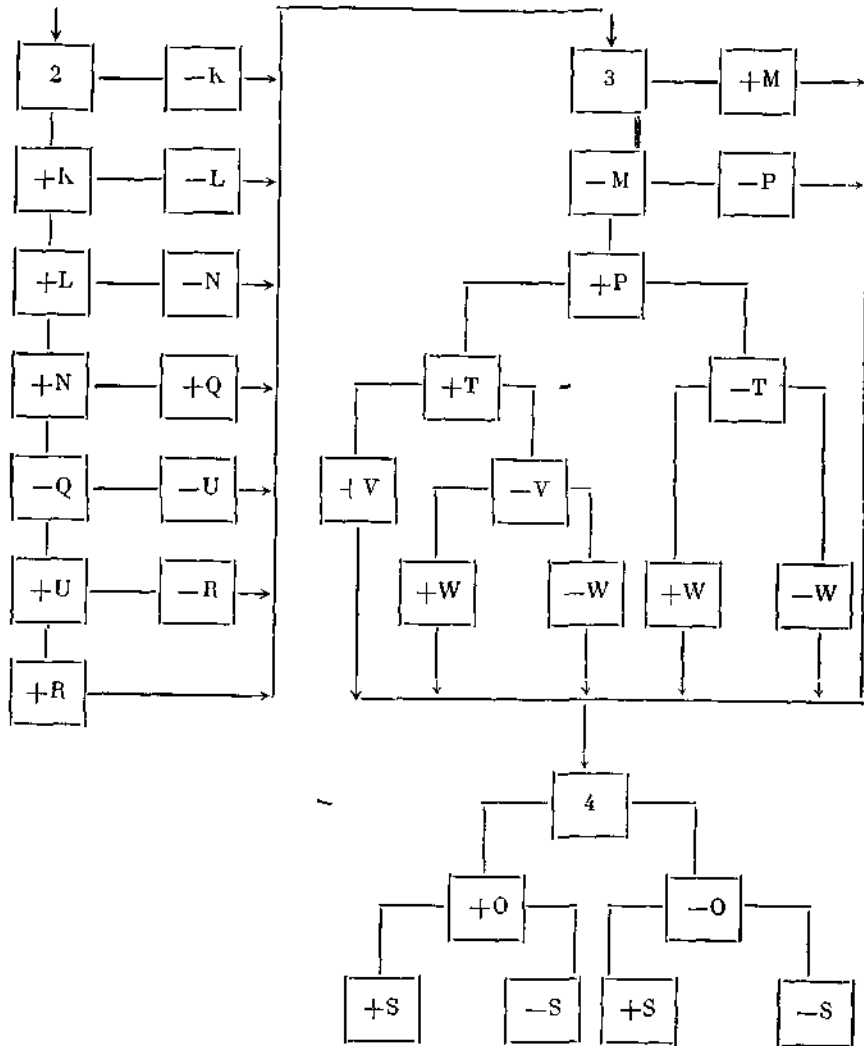 2 −K 3 +M
+K −L −M −P
+L −N +P
+N +Q +T −T
−Q −U +V −V
+U −R +W −W +W −W
+R
4
+O −O
+S −S +S −S